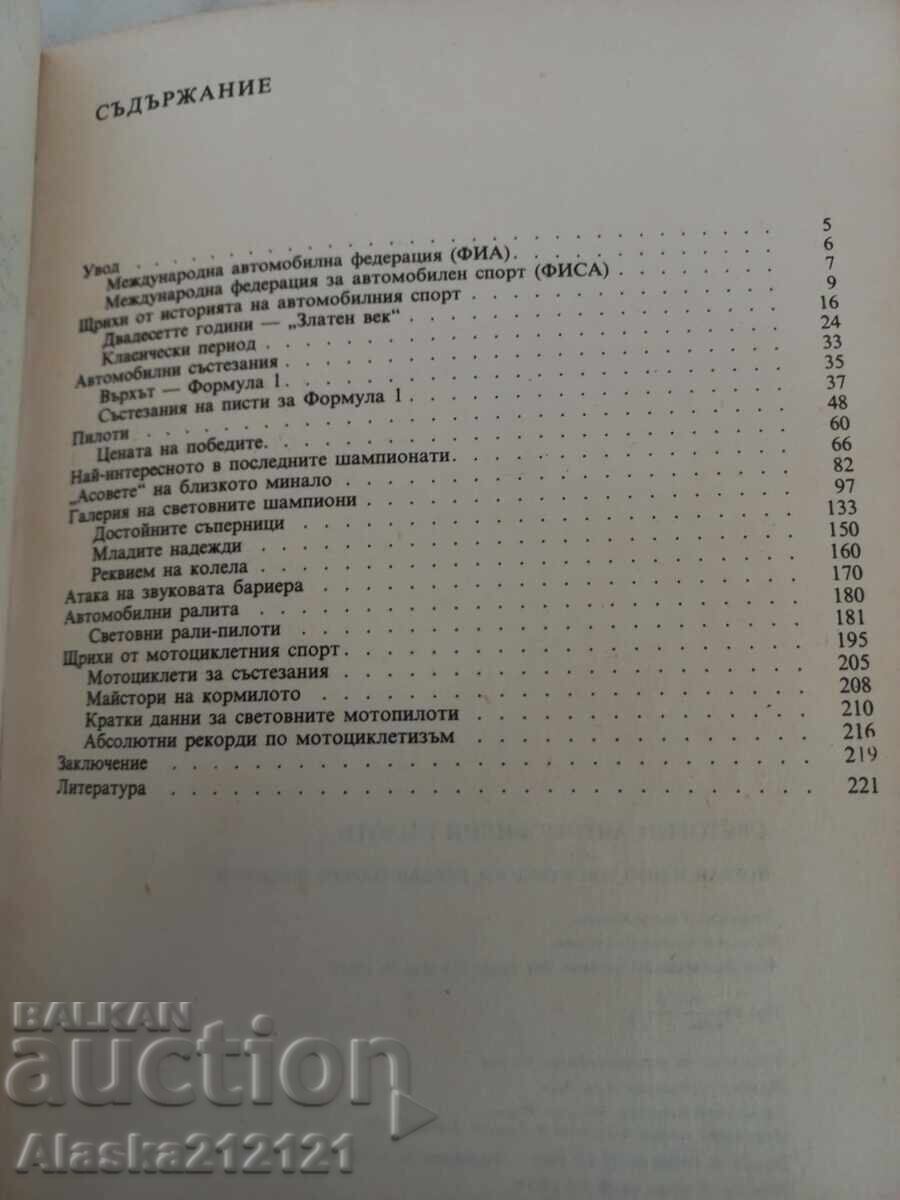 СЪДЪРЖАНИЕ
Увод 5
Международна автомобилна федерация (ФИА) 6
Международна федерация за автомобилен спорт (ФИСА) 7
Щрихи от историята на автомобилния спорт 9
Двадесетте години — „Златен век“ 16
Класически период 24
Автомобилни състезания 33
Върхът — Формула 1 35
Състезания на писти за Формула 1 37
Пилоти 48
Цената на победите 60
Най-интересното в последните шампионати 66
„Асовете“ на близкото минало 82
Галерия на световните шампиони 97
Достойните съперници 133
Младите надежди 150
Реквием на колела 160
Атака на звуковата бариера 170
Автомобилни ралита 180
Световни рали-пилоти 181
Щрихи от мотоциклетния спорт 195
Мотоциклети за състезания 205
Майстори на кормилото 208
Кратки данни за световните мотопилоти 210
Абсолютни рекорди по мотоциклетизъм 216
Заключение 219
Литература 221
BALKAN
auction
Alaska212121